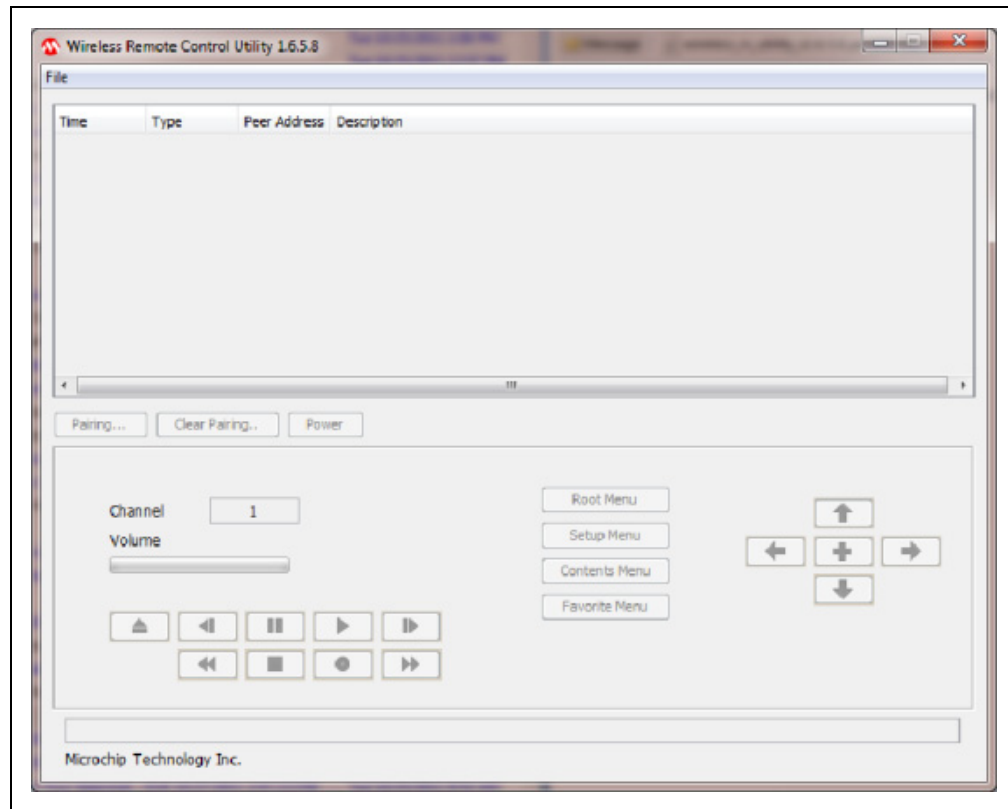 Wireless Remote Control Utility 1.6.5.8
Message
File
Time Type Peer Address Description
Pairing... Clear Pairing.. Power
Channel 1
Volume
Root Menu
Setup Menu
Contents Menu
Favorite Menu
Microchip Technology Inc.